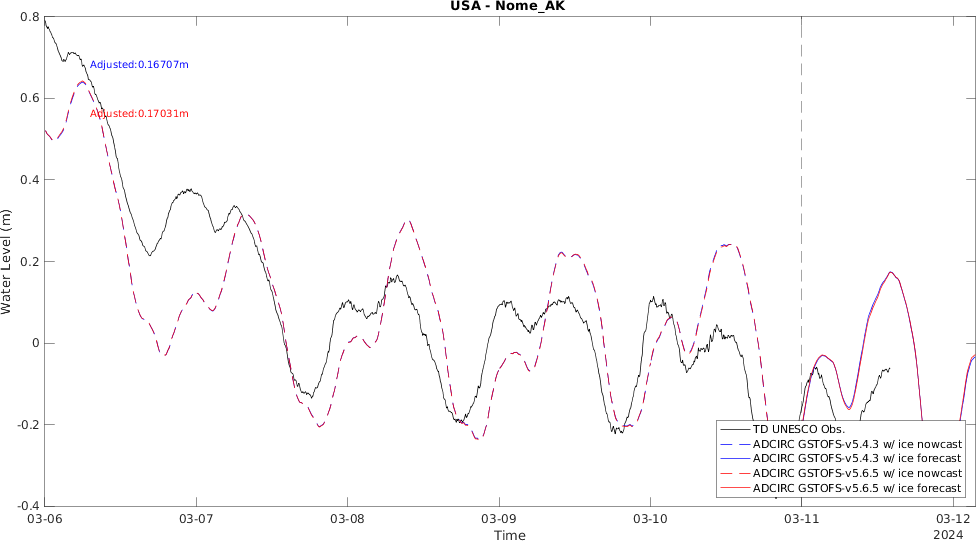 USA - Nome_AK
Water Level (m)
0.8
0.6
0.4
0.2
0
-0.2
-0.4
Adjusted:0.16707m
Adjusted:0.17031m
TD UNESCO Obs.
ADCIRC GSTOFS-v5.4.3 w/ ice nowcast
ADCIRC GSTOFS-v5.4.3 w/ ice forecast
ADCIRC GSTOFS-v5.6.5 w/ ice nowcast
ADCIRC GSTOFS-v5.6.5 w/ ice forecast
03-06 03-07 03-08 03-09 03-10 03-11 03-12
Time
2024